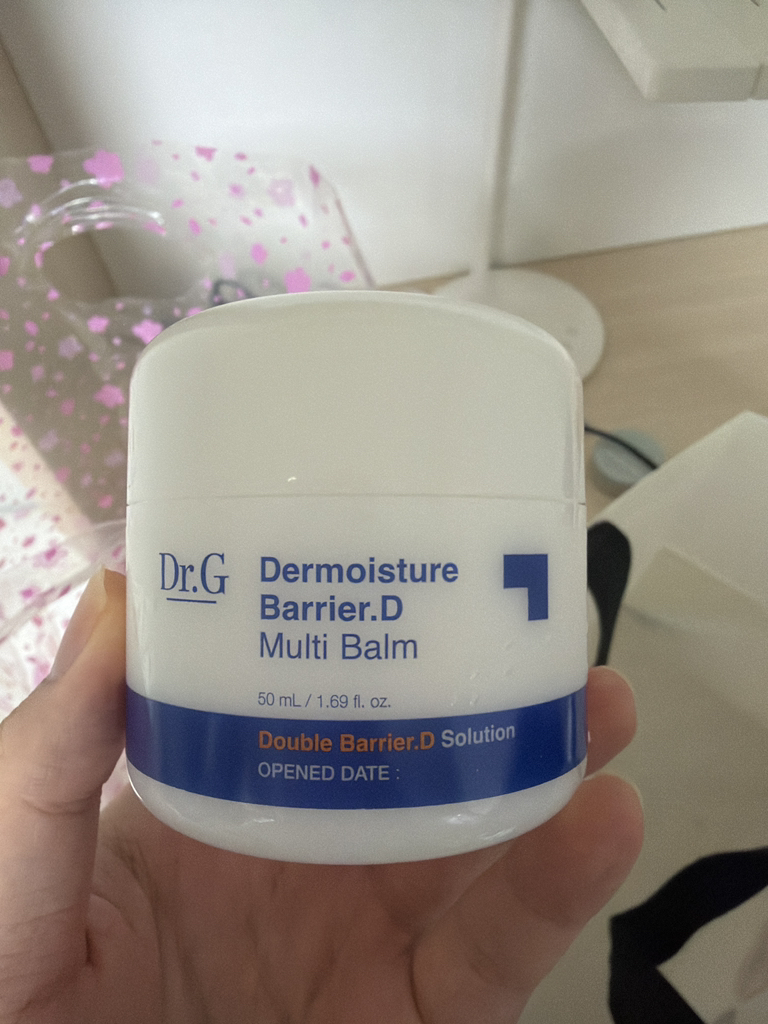 Dr.G
Dermoisture
Barrier.D
Multi Balm
50 mL / 1.69 fl. oz.
Double Barrier.D Solution
OPENED DATE :